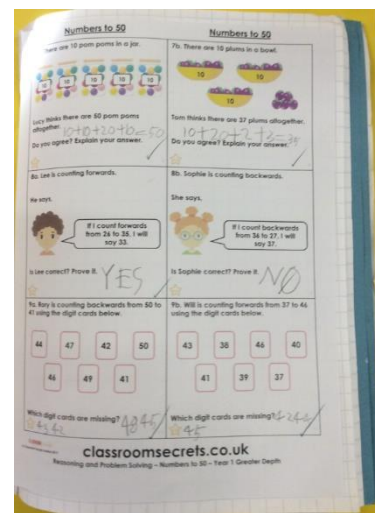 Numbers to 50
Numbers to 50
There are 10 pom poms in a jar.
10 10 10 10 10
Lucy thinks there are 50 pom poms altogether.
Do you agree? Explain your answer.
7b. There are 10 plums in a bowl.
10 10
10
Tom thinks there are 37 plums altogether.
Do you agree? Explain your answer.
8a. Lee is counting forwards.
He says,
If I count forwards
from 26 to 35, I will
say 33.
Is Lee correct? Prove it.
YES
8b. Sophie is counting backwards.
She says,
If I count backwards
from 36 to 27, I will
say 37.
Is Sophie correct? Prove it.
NO
9a. Rory is counting backwards from 50 to
41 using the digit cards below.
44 47 42 50
46 49 41
Which digit cards are missing?
9b. Will is counting forwards from 37 to 46
using the digit cards below.
43 38 46 40
41 39 37
Which digit cards are missing?
45
classroomsecrets.co.uk
Reasoning and Problem Solving – Numbers to 50 – Year 1 Greater Depth